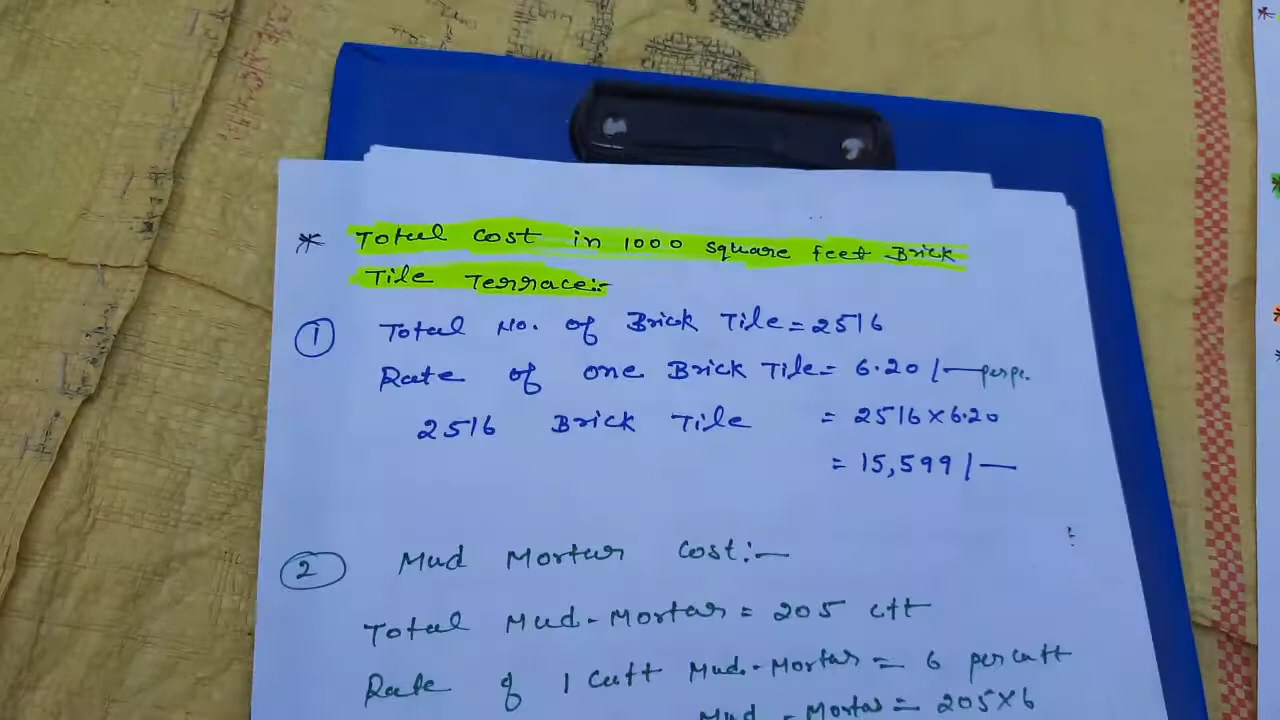 * Total cost in 1000 square feet Brick
Tile Terrace:-
① Total No. of Brick Tile = 2516
Rate of one Brick Tile = 6.20/— per pc.
2516 Brick Tile = 2516×6.20
= 15,599/—
② Mud Mortar cost:—
Total Mud-Mortar = 205 cft
Rate of 1 Cuft Mud-Mortar = 6 per cuft
Mud-Mortar = 205×6